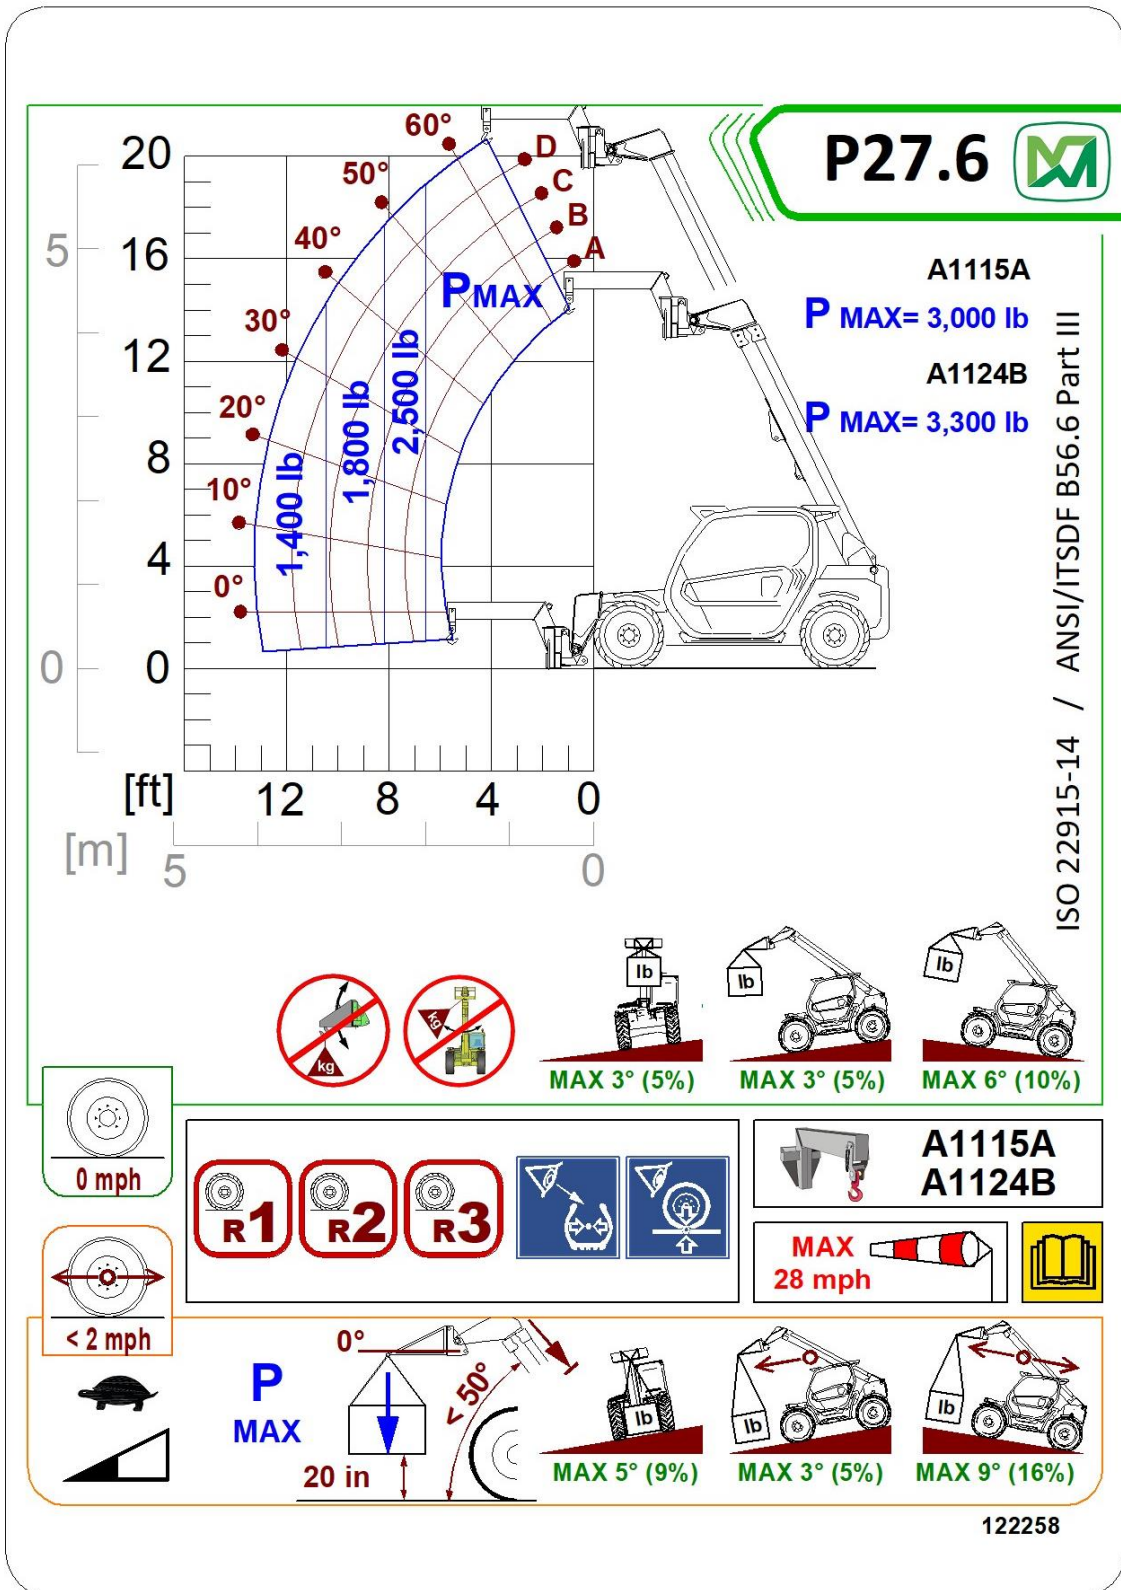 P27.6
60°
D
50°
C
20
B
40°
A
5
16
PMAX
A1115A
P MAX= 3,000 lb
30°
12
A1124B
P MAX= 3,300 lb
20°
8
1,400 lb
1,800 lb
2,500 lb
10°
4
0°
0
0
[ft]
12
8
4
0
[m]
5
0
ISO 22915-14 / ANSI/ITSDF B56.6 Part III
kg
kg
lb
lb
lb
MAX 3° (5%)
MAX 3° (5%)
MAX 6° (10%)
0 mph
R1
R2
R3
A1115A
A1124B
MAX
28 mph
< 2 mph
P
MAX
0°
< 50°
20 in
lb
lb
lb
MAX 5° (9%)
MAX 3° (5%)
MAX 9° (16%)
122258